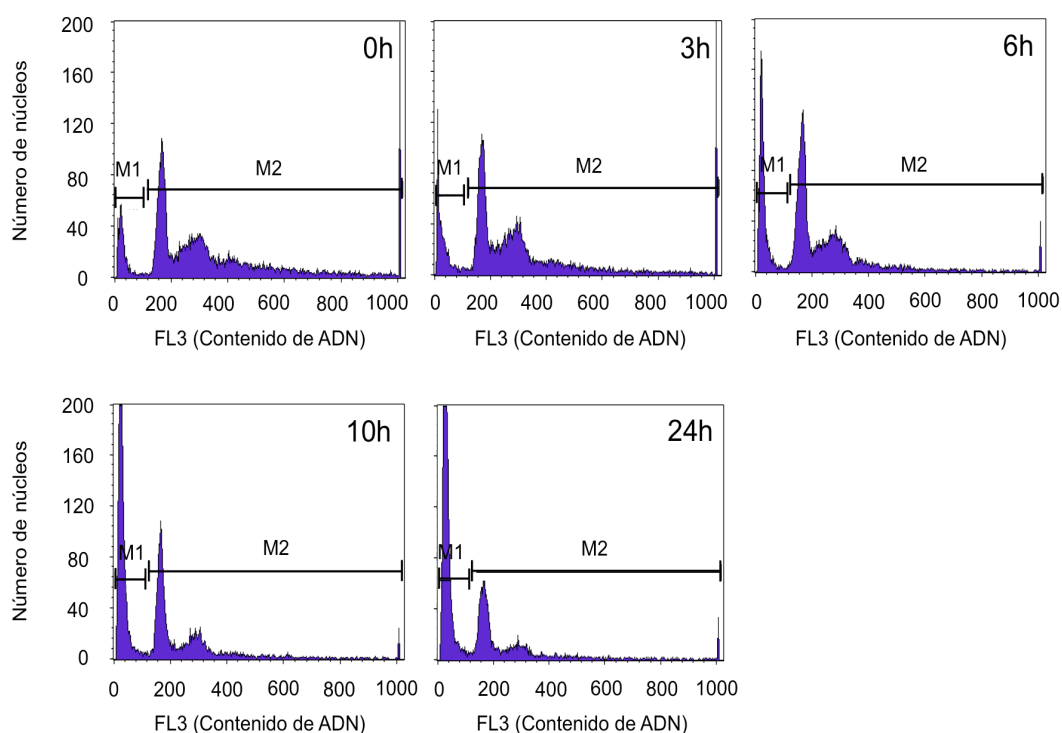 Número de núcleos
200
160
120
80
40
0
0h
M1
M2
0 200 400 600 800 1000
FL3 (Contenido de ADN)
3h
M1
M2
0 200 400 600 800 1000
FL3 (Contenido de ADN)
6h
M1
M2
0 200 400 600 800 1000
FL3 (Contenido de ADN)
Número de núcleos
200
160
120
80
40
0
10h
M1
M2
0 200 400 600 800 1000
FL3 (Contenido de ADN)
24h
M1
M2
0 200 400 600 800 1000
FL3 (Contenido de ADN)